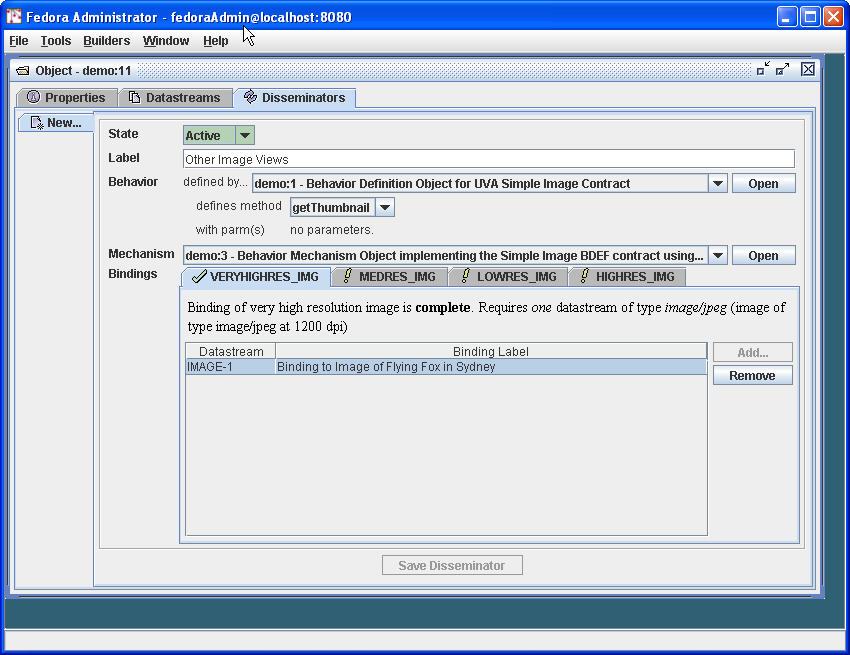 Fedora Administrator - fedoraAdmin@localhost:8080
File Tools Builders Window Help
Object - demo:11
Properties Datastreams Disseminators
New...
State Active
Label Other Image Views
Behavior defined by... demo:1 - Behavior Definition Object for UVA Simple Image Contract Open
defines method getThumbnail
with parm(s) no parameters.
Mechanism demo:3 - Behavior Mechanism Object implementing the Simple Image BDEF contract using... Open
Bindings VERYHIGHRES_IMG MEDRES_IMG LOWRES_IMG HIGHRES_IMG
Binding of very high resolution image is complete. Requires one datastream of type image/jpeg (image of
type image/jpeg at 1200 dpi)
Datastream Binding Label Add...
IMAGE-1 Binding to Image of Flying Fox in Sydney
Remove
Save Disseminator